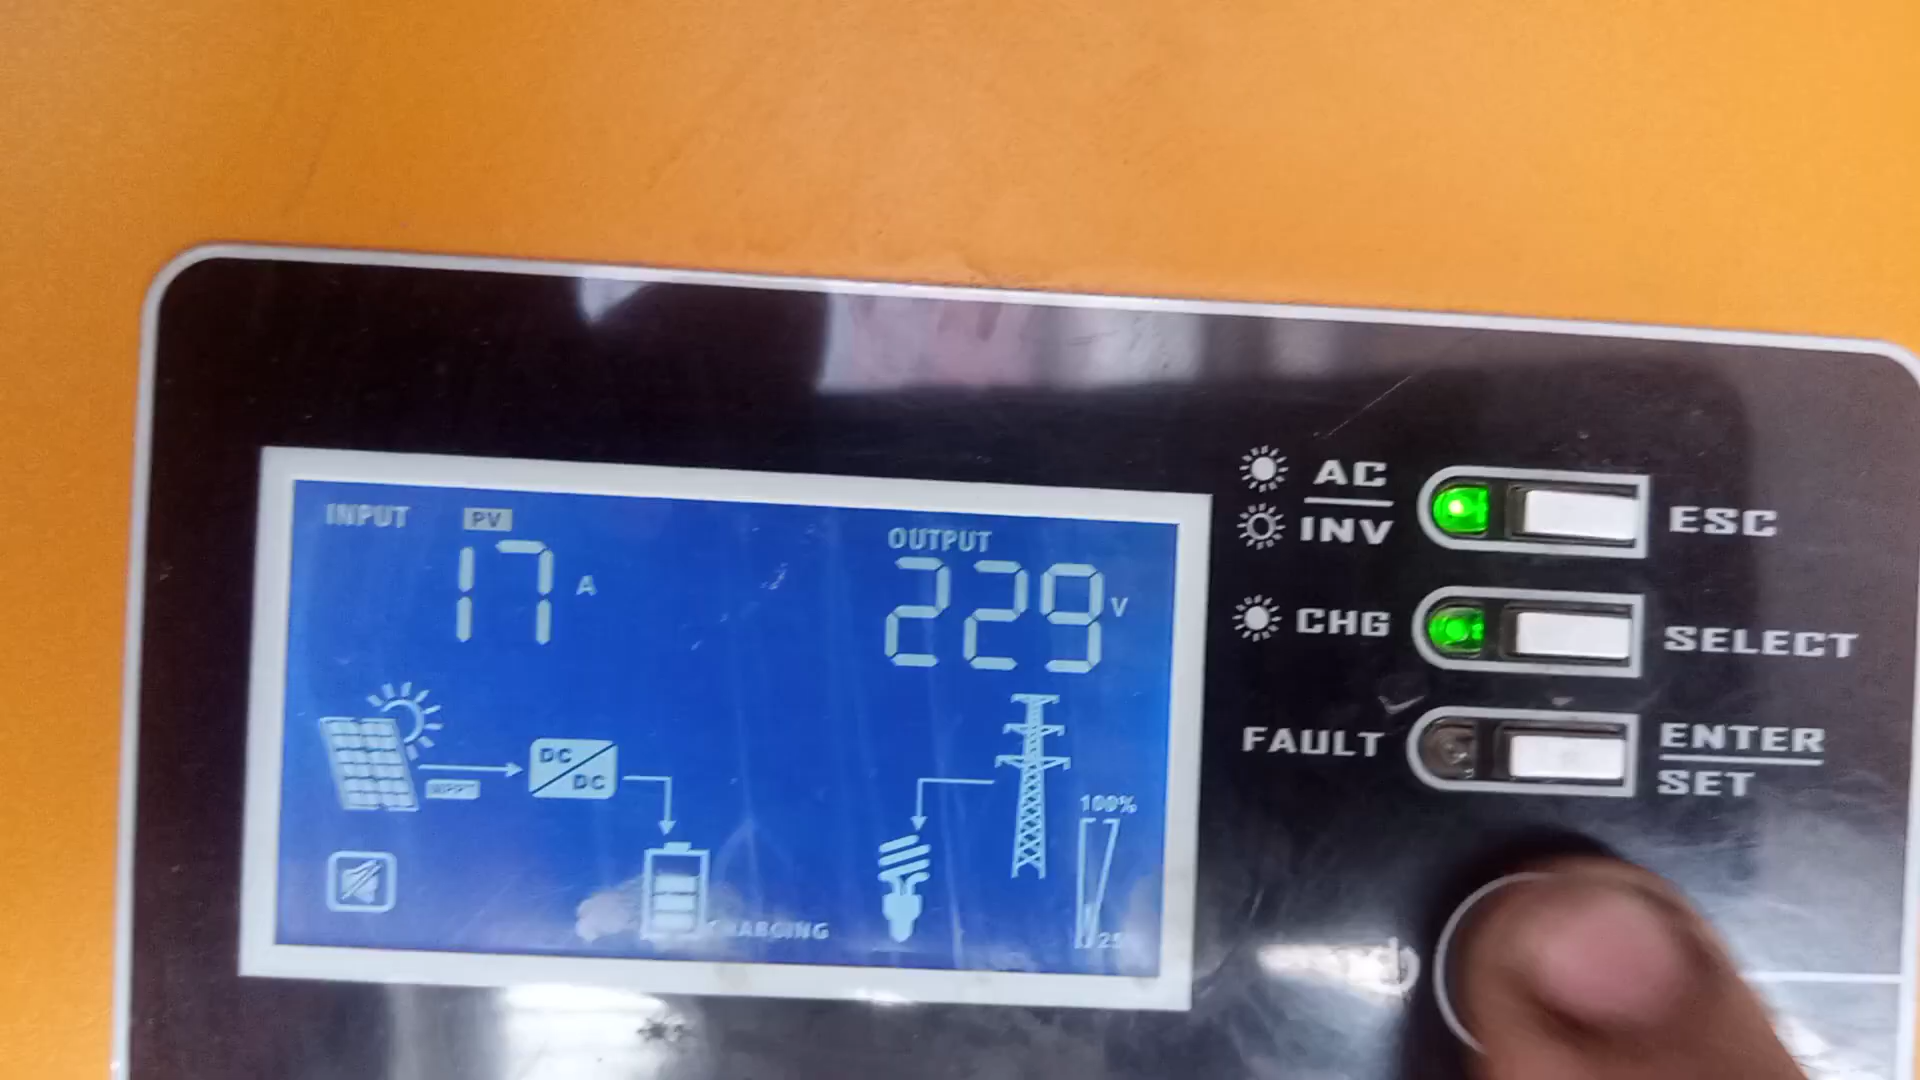 INPUT PV
17 A
OUTPUT
229 V
MPPT
DC
DC
CHARGING
100%
25
AC
INV
CHG
FAULT
ESC
SELECT
ENTER
SET